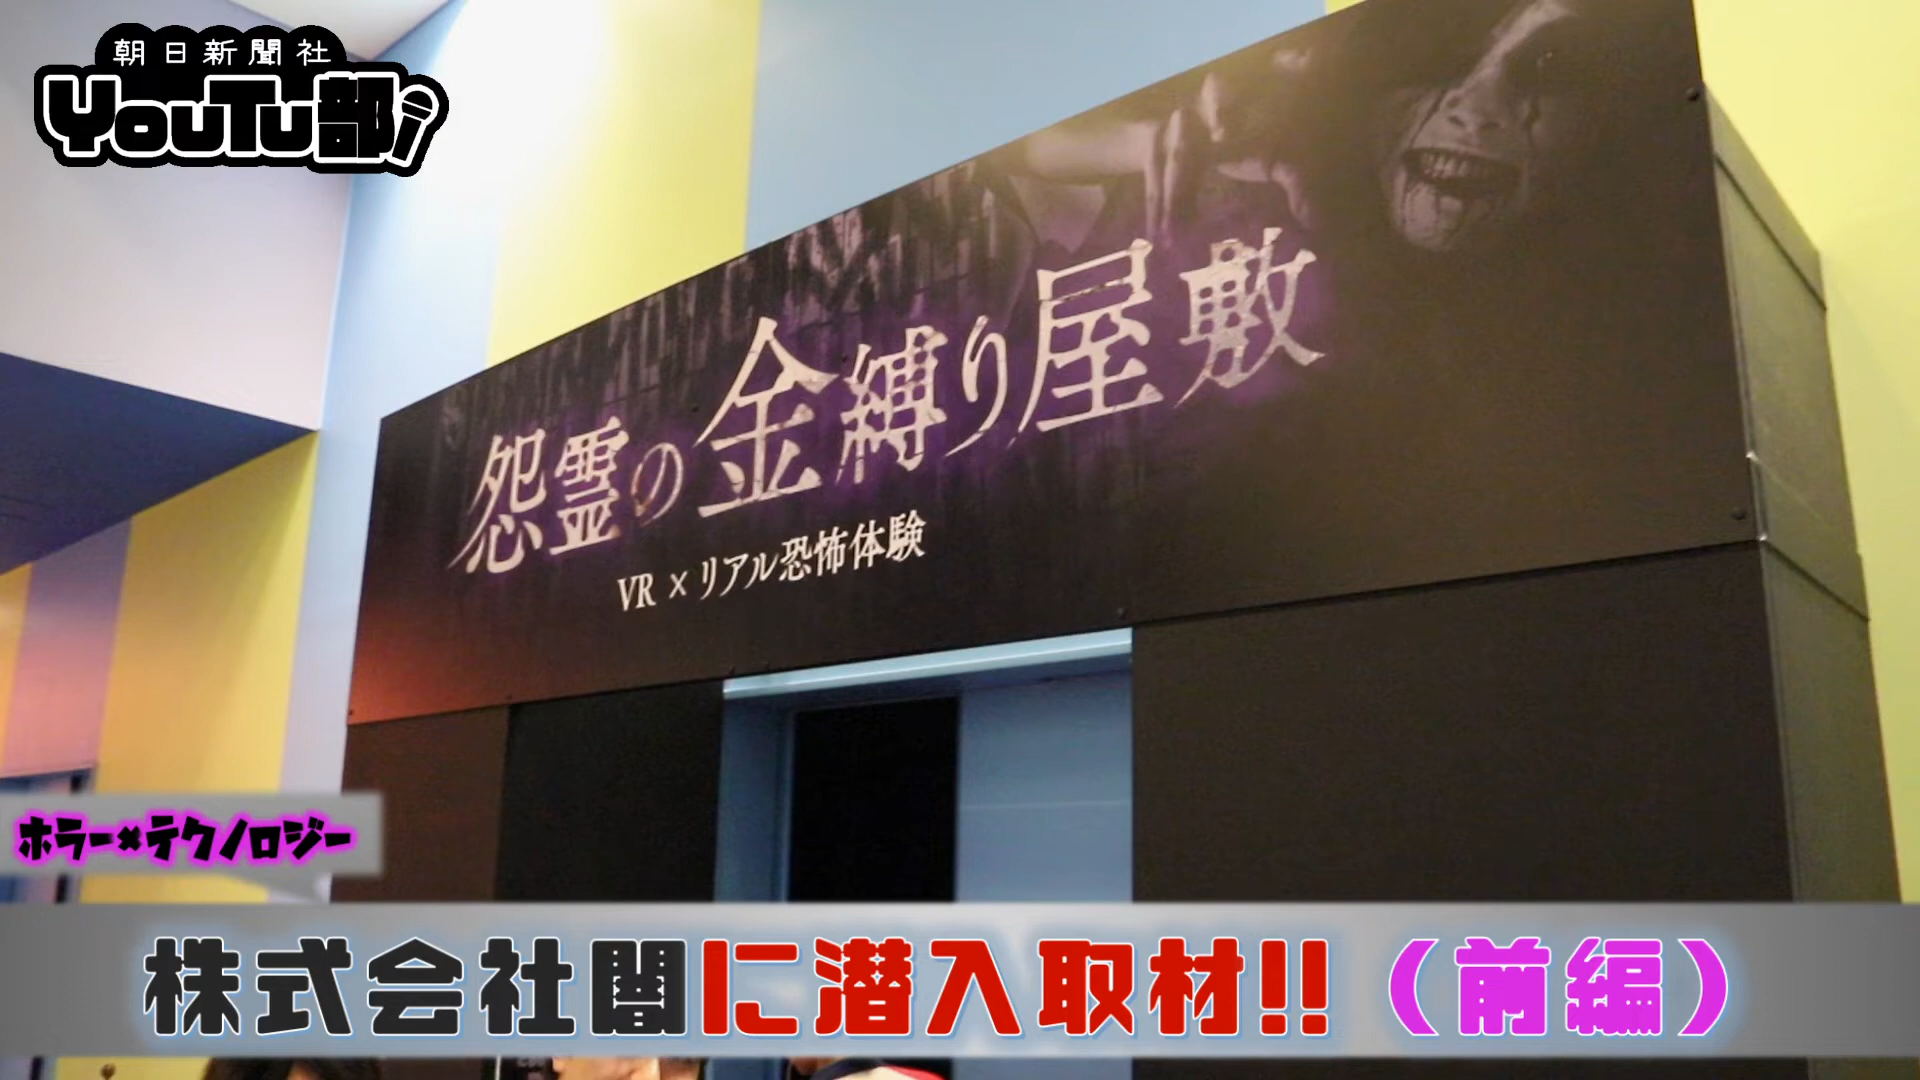 朝日新聞社
YouTu部
怨霊の金縛り屋敷
VR × リアル恐怖体験
ホラー×テクノロジー
株式会社闇に潜入取材!!（前編）